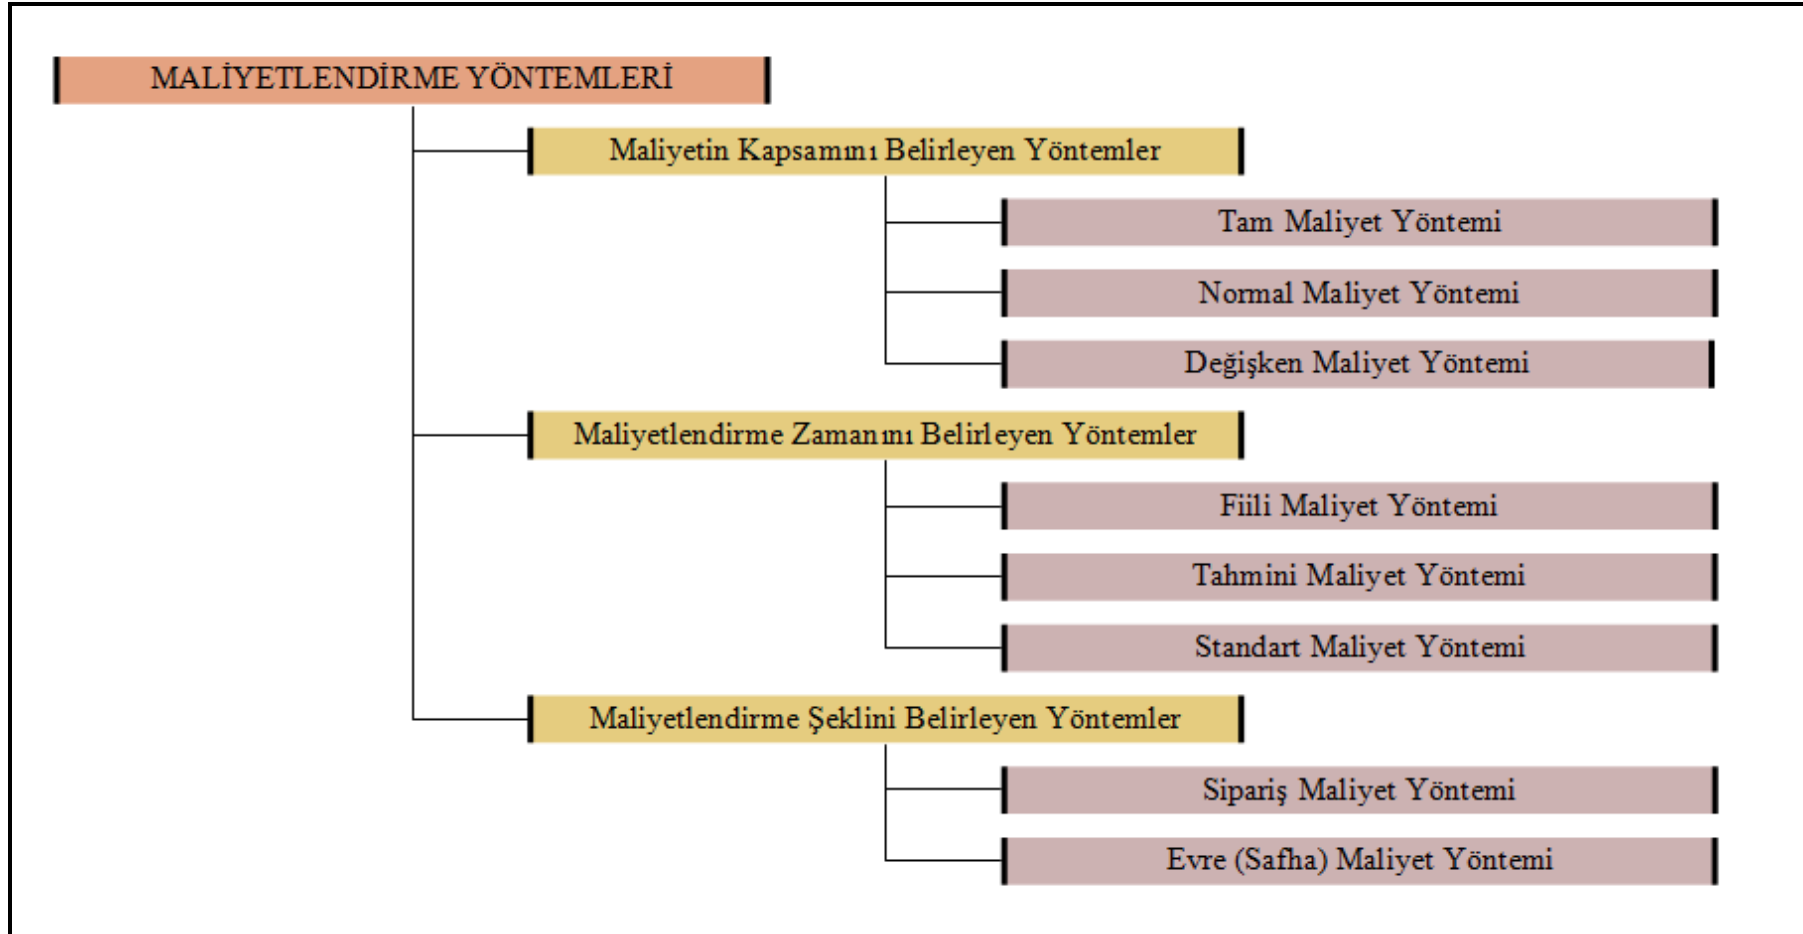 MALİYETLENDİRME YÖNTEMLERİ
Maliyetin Kapsamını Belirleyen Yöntemler
Tam Maliyet Yöntemi
Normal Maliyet Yöntemi
Değişken Maliyet Yöntemi
Maliyetlendirme Zamanını Belirleyen Yöntemler
Fiili Maliyet Yöntemi
Tahmini Maliyet Yöntemi
Standart Maliyet Yöntemi
Maliyetlendirme Şeklini Belirleyen Yöntemler
Sipariş Maliyet Yöntemi
Evre (Safha) Maliyet Yöntemi